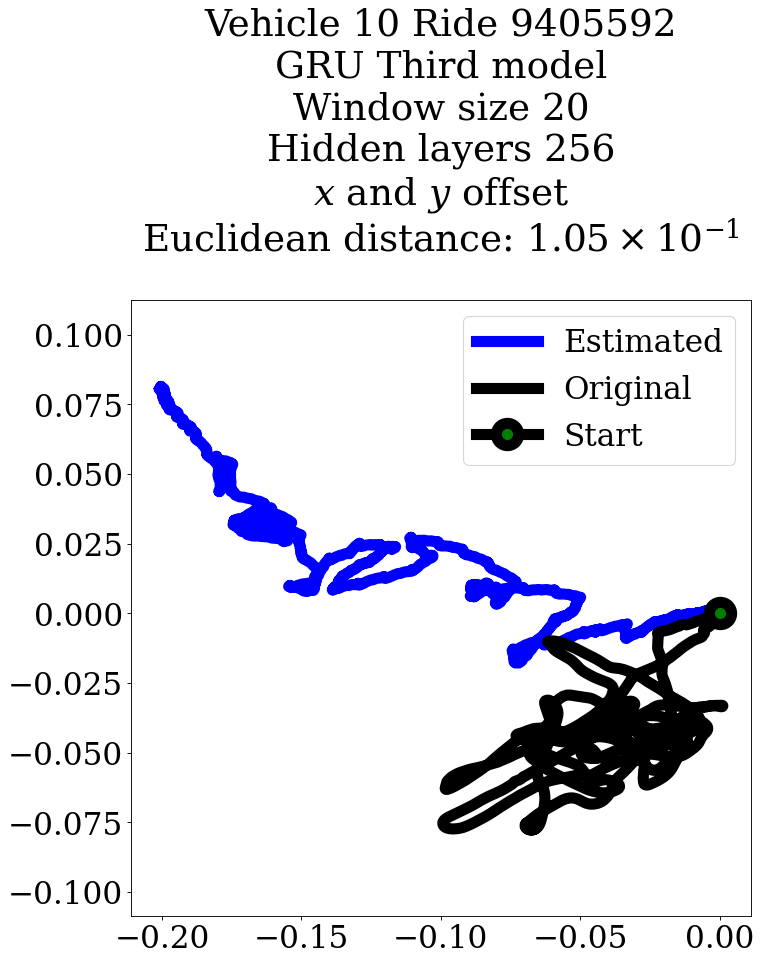 Vehicle 10 Ride 9405592
GRU Third model
Window size 20
Hidden layers 256
x and y offset
Euclidean distance: 1.05 × 10⁻¹
Estimated
Original
Start
0.100
0.075
0.050
0.025
0.000
−0.025
−0.050
−0.075
−0.100
−0.20 −0.15 −0.10 −0.05 0.00